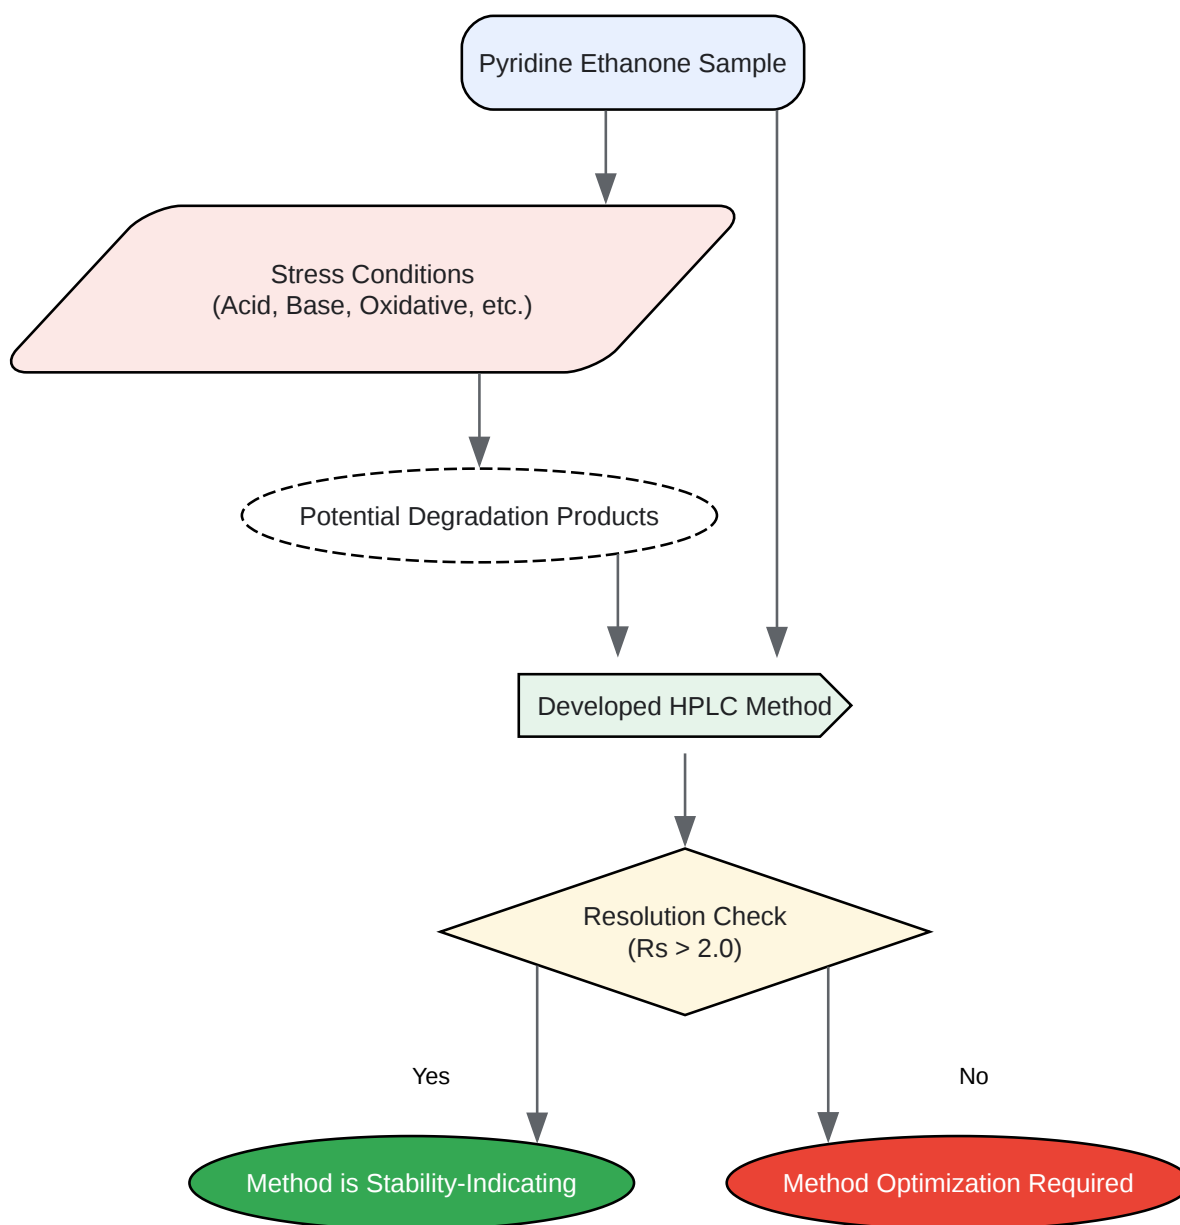 Pyridine Ethanone Sample
Stress Conditions
(Acid, Base, Oxidative, etc.)
Potential Degradation Products
Developed HPLC Method
Resolution Check
(Rs > 2.0)
Yes
No
Method is Stability-Indicating
Method Optimization Required